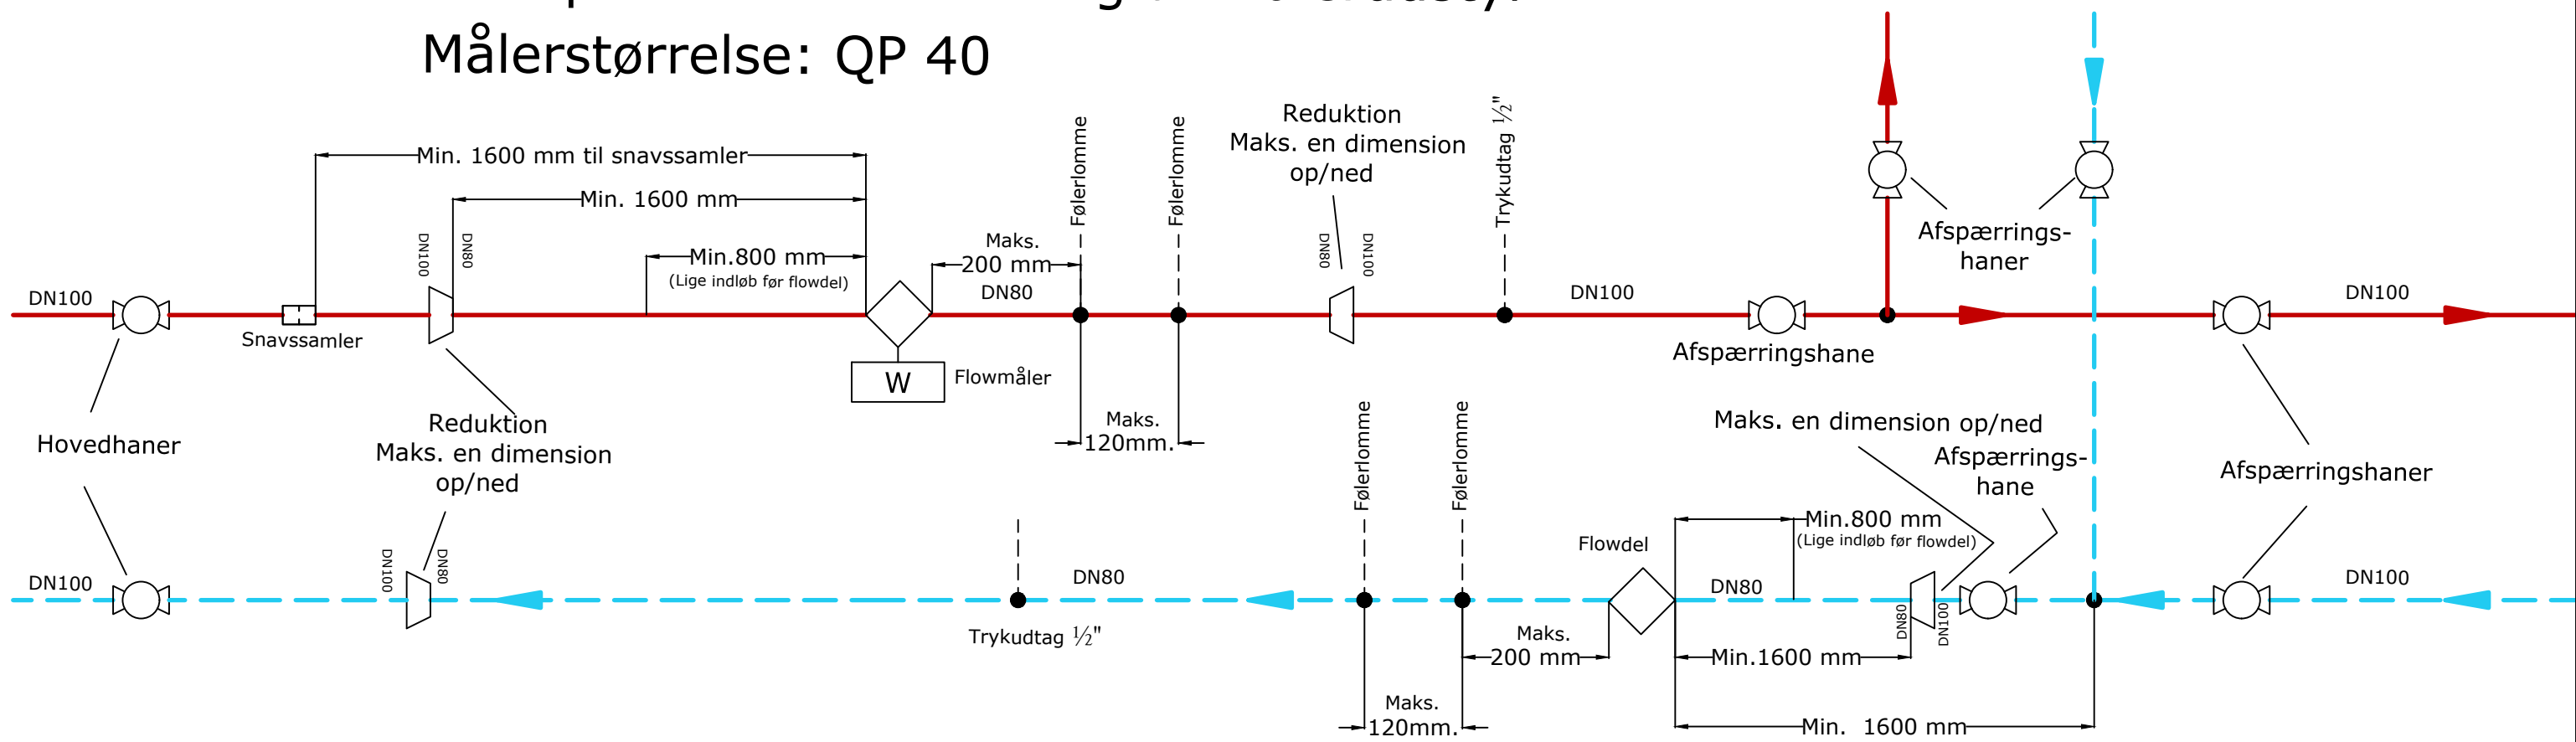 Målerstørrelse: QP 40
Min. 1600 mm til snavssamler
Min. 1600 mm
Min.800 mm
(Lige indløb før flowdel)
DN100
DN80
Maks.
200 mm
DN80
Følerlomme
Følerlomme
Reduktion
Maks. en dimension
op/ned
DN80
DN100
Trykudtag ½"
DN100
Afspærrings-
haner
DN100
DN100
Snavssamler
W
Flowmåler
Afspærringshane
Maks.
120mm.
Hovedhaner
Reduktion
Maks. en dimension
op/ned
Maks. en dimension op/ned
Afspærrings-
hane
Afspærringshaner
Følerlomme
Følerlomme
Min.800 mm
(Lige indløb før flowdel)
Flowdel
DN100
DN100
DN80
DN80
DN80
DN80
DN100
DN100
Trykudtag ½"
Maks.
200 mm
Min.1600 mm
Maks.
120mm.
Min. 1600 mm